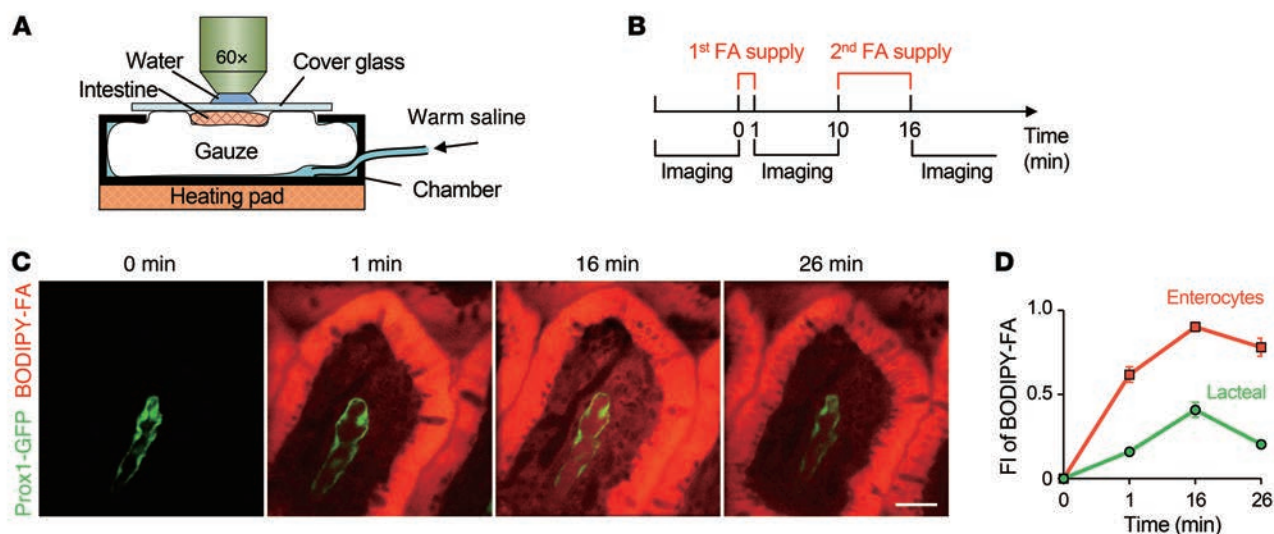 A
60×
Water
Cover glass
Intestine
Warm saline
Gauze
Chamber
Heating pad
B
1st FA supply
2nd FA supply
0 1 10 16 Time
(min)
Imaging Imaging Imaging
C
0 min 1 min 16 min 26 min
Prox1-GFP BODIPY-FA
D
FI of BODIPY-FA
1.0
0.5
0
Enterocytes
Lacteal
0 1 16 26
Time (min)